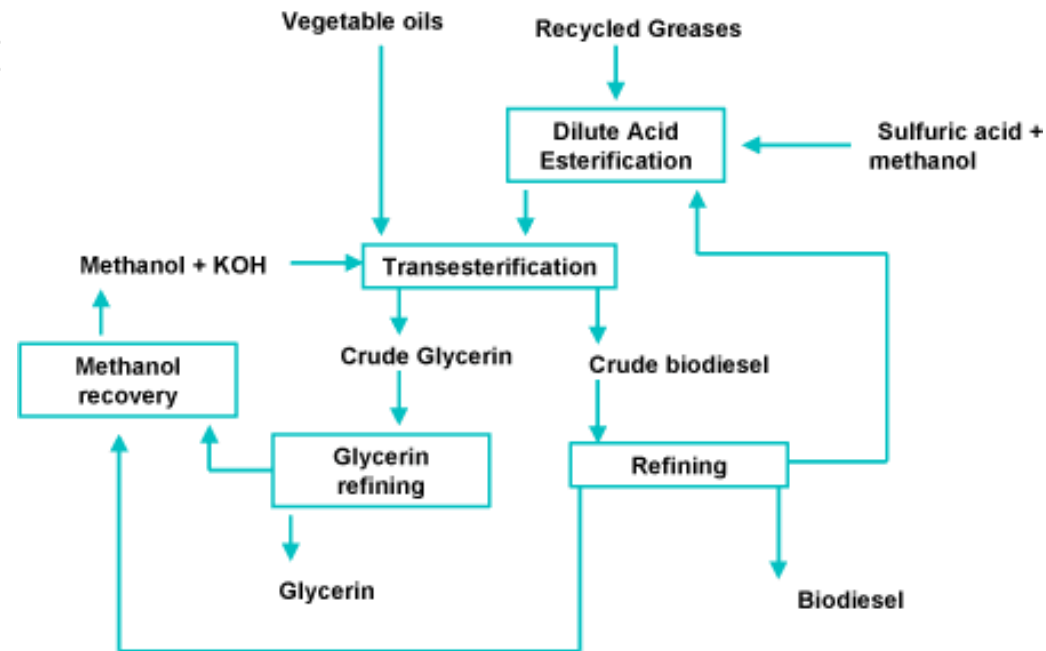 Vegetable oils
Recycled Greases
Dilute Acid
Esterification
Sulfuric acid +
methanol
Methanol + KOH
Transesterification
Methanol
recovery
Crude Glycerin
Crude biodiesel
Glycerin
refining
Refining
Glycerin
Biodiesel